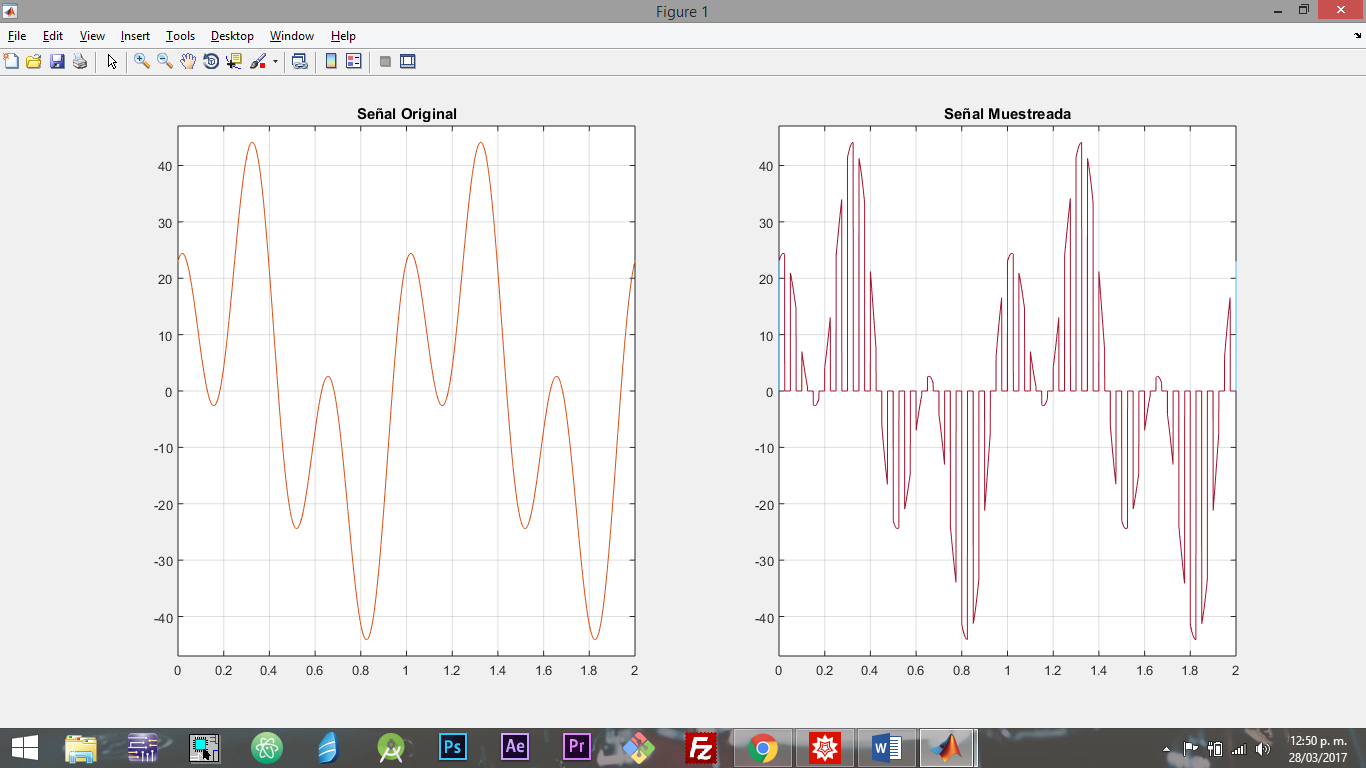 Figure 1
File Edit View Insert Tools Desktop Window Help
Señal Original
40
30
20
10
0
-10
-20
-30
-40
0 0.2 0.4 0.6 0.8 1 1.2 1.4 1.6 1.8 2
Señal Muestreada
40
30
20
10
0
-10
-20
-30
-40
0 0.2 0.4 0.6 0.8 1 1.2 1.4 1.6 1.8 2
Ps Ae Pr Fz W
12:50 p. m.
28/03/2017